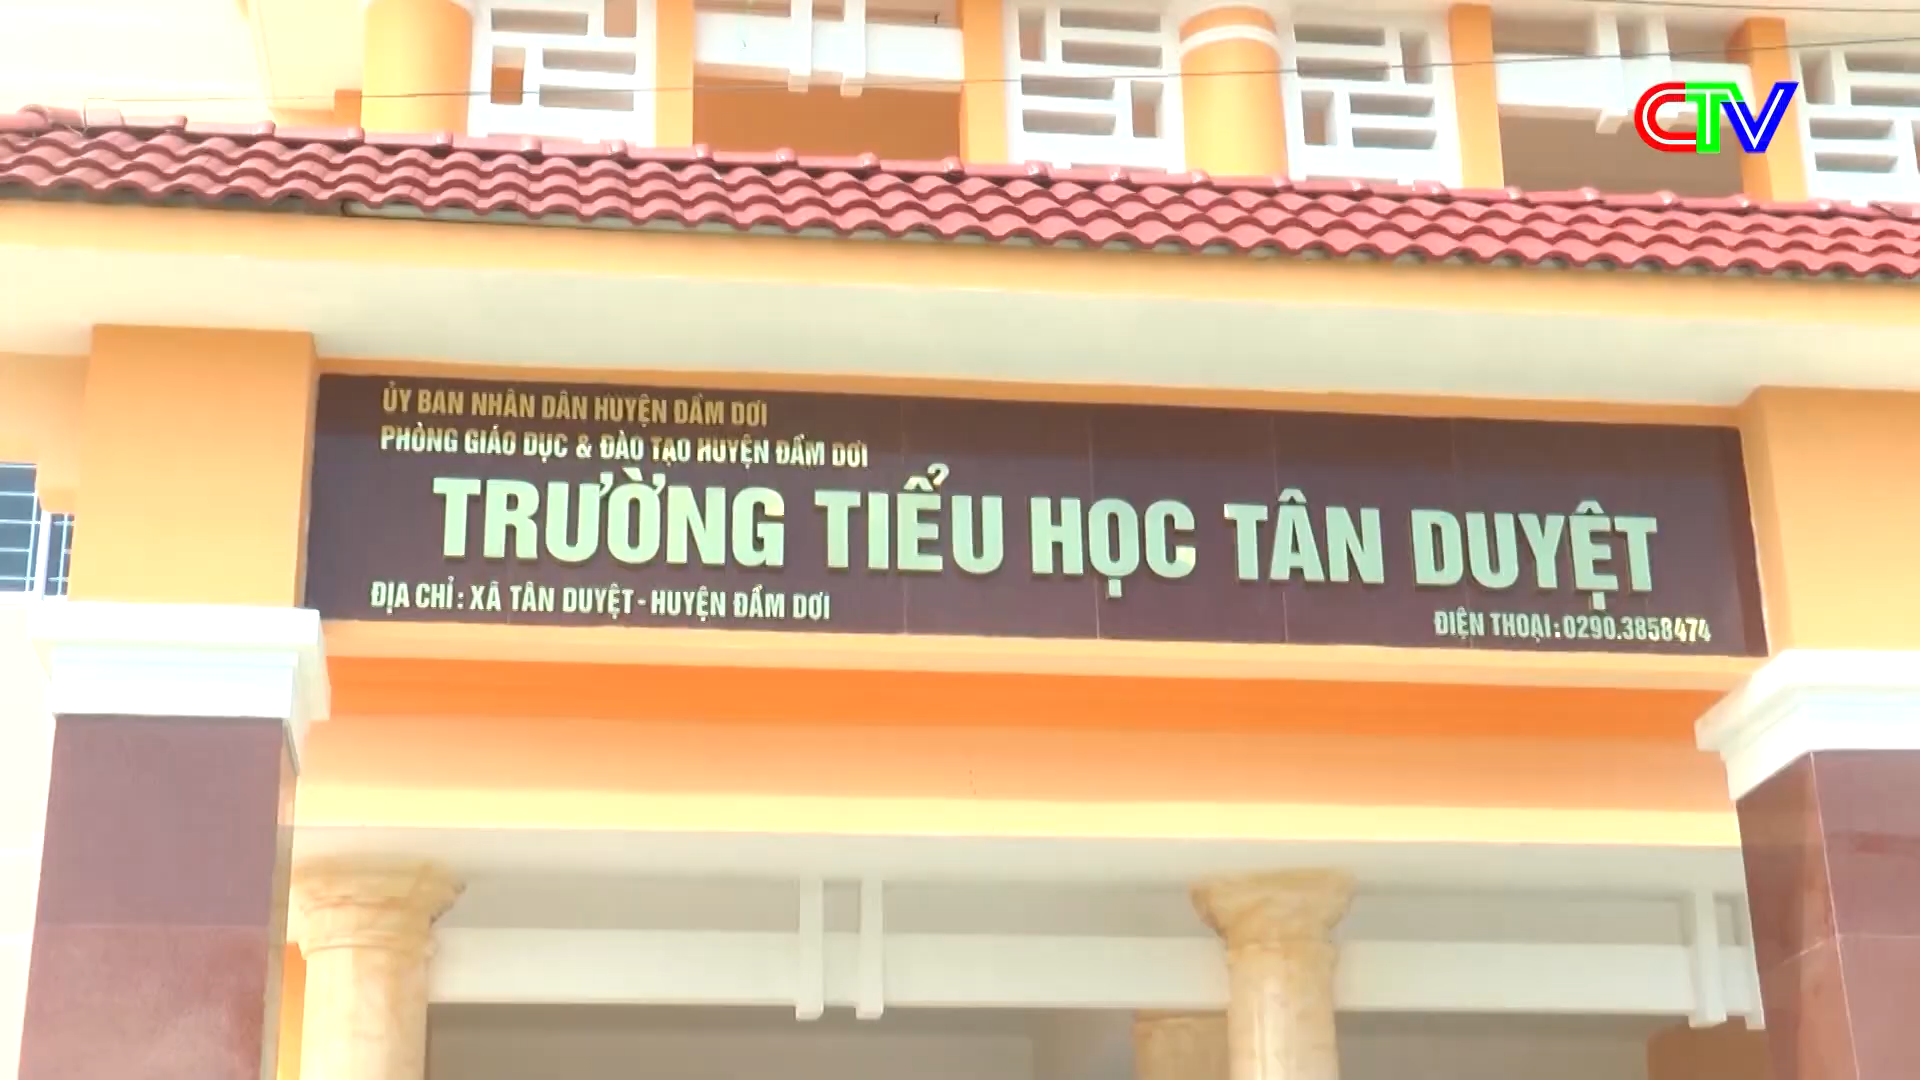 CTV
ỦY BAN NHÂN DÂN HUYỆN ĐẦM DƠI
PHÒNG GIÁO DỤC & ĐÀO TẠO HUYỆN ĐẦM DƠI
TRƯỜNG TIỂU HỌC TÂN DUYỆT
ĐỊA CHỈ: XÃ TÂN DUYỆT - HUYỆN ĐẦM DƠI
ĐIỆN THOẠI: 0290.3858474